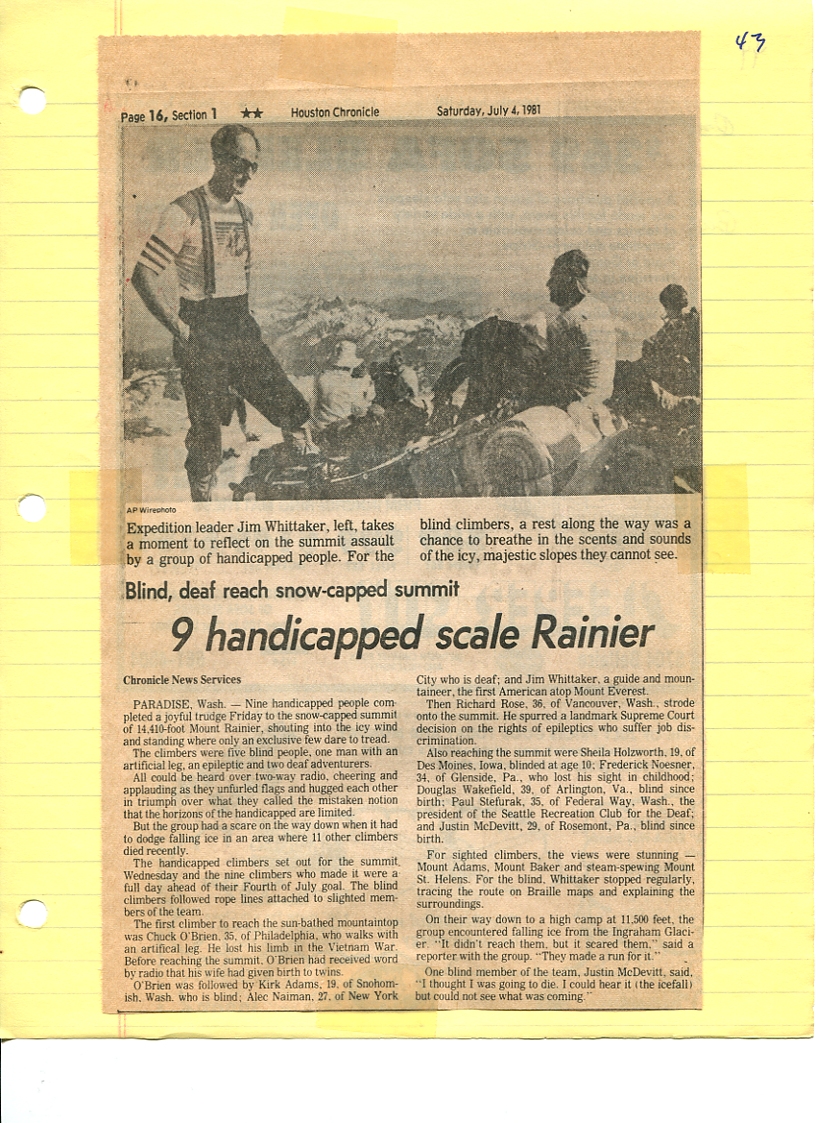 43
Page 16, Section 1 ★★ Houston Chronicle Saturday, July 4, 1981
AP Wirephoto
Expedition leader Jim Whittaker, left, takes
a moment to reflect on the summit assault
by a group of handicapped people. For the
blind climbers, a rest along the way was a
chance to breathe in the scents and sounds
of the icy, majestic slopes they cannot see.
Blind, deaf reach snow-capped summit
9 handicapped scale Rainier
Chronicle News Services
PARADISE, Wash. — Nine handicapped people com-
pleted a joyful trudge Friday to the snow-capped summit
of 14,410-foot Mount Rainier, shouting into the icy wind
and standing where only an exclusive few dare to tread.
The climbers were five blind people, one man with an
artificial leg, an epileptic and two deaf adventurers.
All could be heard over two-way radio, cheering and
applauding as they unfurled flags and hugged each other
in triumph over what they called the mistaken notion
that the horizons of the handicapped are limited.
But the group had a scare on the way down when it had
to dodge falling ice in an area where 11 other climbers
died recently.
The handicapped climbers set out for the summit
Wednesday and the nine climbers who made it were a
full day ahead of their Fourth of July goal. The blind
climbers followed rope lines attached to slighted mem-
bers of the team.
The first climber to reach the sun-bathed mountaintop
was Chuck O'Brien, 35, of Philadelphia, who walks with
an artifical leg. He lost his limb in the Vietnam War.
Before reaching the summit, O'Brien had received word
by radio that his wife had given birth to twins.
O'Brien was followed by Kirk Adams, 19, of Snohom-
ish, Wash. who is blind; Alec Naiman, 27, of New York
City who is deaf; and Jim Whittaker, a guide and moun-
taineer, the first American atop Mount Everest.
Then Richard Rose, 36, of Vancouver, Wash., strode
onto the summit. He spurred a landmark Supreme Court
decision on the rights of epileptics who suffer job dis-
crimination.
Also reaching the summit were Sheila Holzworth, 19, of
Des Moines, Iowa, blinded at age 10; Frederick Noesner,
34, of Glenside, Pa., who lost his sight in childhood;
Douglas Wakefield, 39, of Arlington, Va., blind since
birth; Paul Stefurak, 35, of Federal Way, Wash., the
president of the Seattle Recreation Club for the Deaf;
and Justin McDevitt, 29, of Rosemont, Pa., blind since
birth.
For sighted climbers, the views were stunning —
Mount Adams, Mount Baker and steam-spewing Mount
St. Helens. For the blind, Whittaker stopped regularly,
tracing the route on Braille maps and explaining the
surroundings.
On their way down to a high camp at 11,500 feet, the
group encountered falling ice from the Ingraham Glaci-
er. "It didn't reach them, but it scared them," said a
reporter with the group. "They made a run for it."
One blind member of the team, Justin McDevitt, said,
"I thought I was going to die. I could hear it (the icefall)
but could not see what was coming."